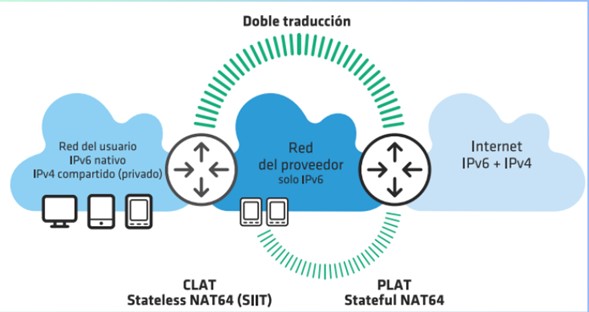 Doble traducción
Red del usuario
IPv6 nativo
IPv4 compartido (privado)
Red
del proveedor
solo IPv6
Internet
IPv6 + IPv4
CLAT
Stateless NAT64 (SIIT)
PLAT
Stateful NAT64